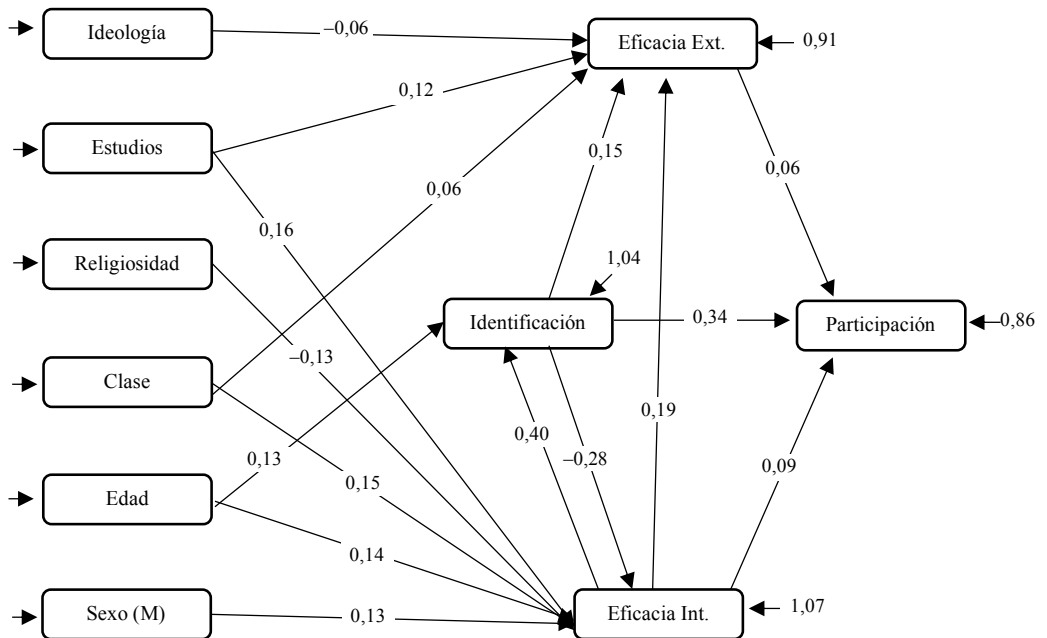 Ideología
–0,06
Eficacia Ext.
0,91
0,12
Estudios
0,15
0,06
0,06
0,16
Religiosidad
1,04
Identificación
0,34
Participación
0,86
–0,13
Clase
0,19
0,40
–0,28
0,13
0,09
0,15
Edad
0,14
Sexo (M)
0,13
Eficacia Int.
1,07